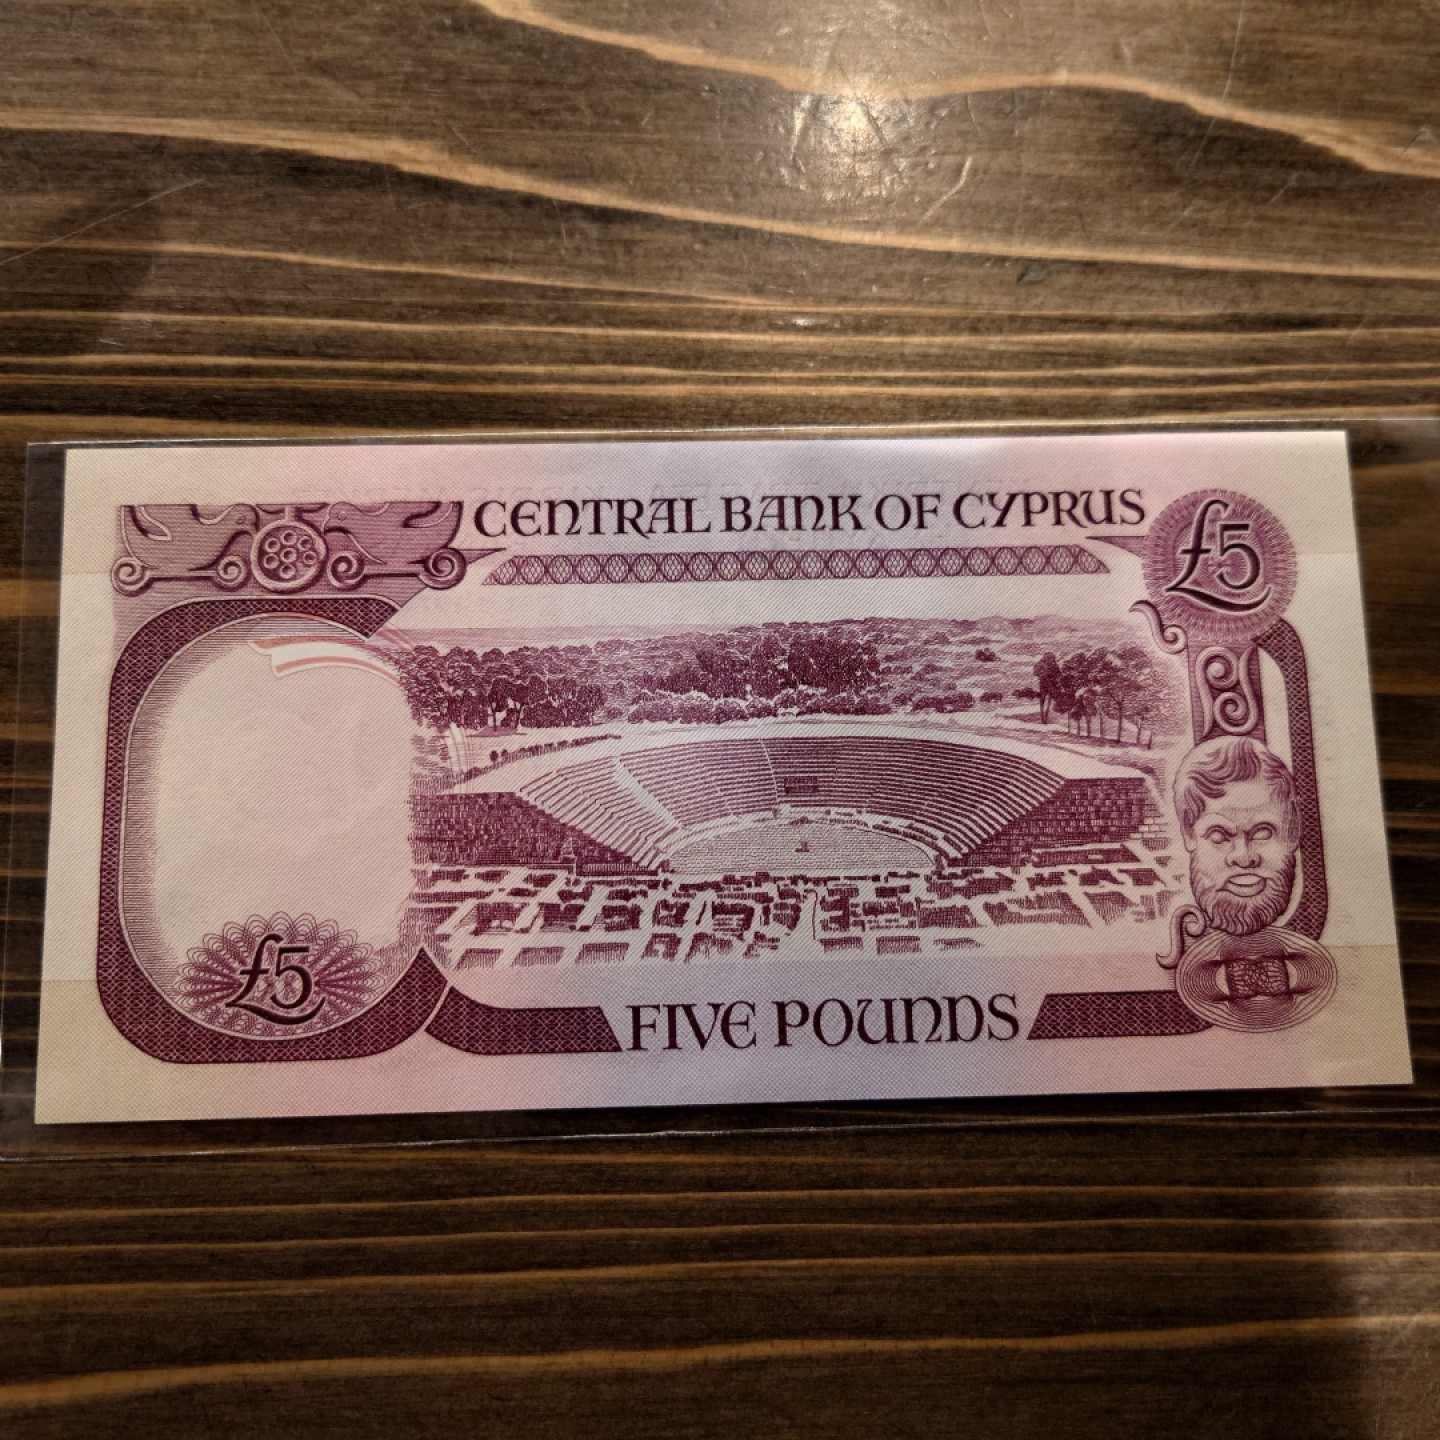 CENTRAL BANK OF CYPRUS
£5
£5
FIVE POUNDS